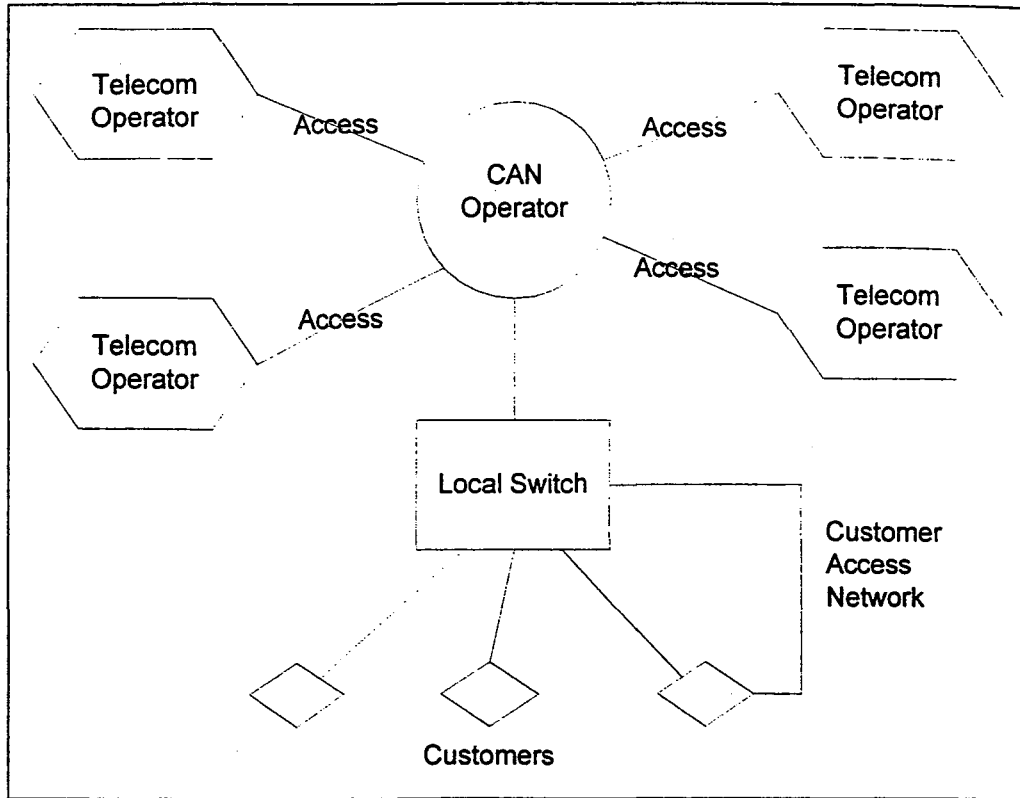 Telecom
Operator
Access
Access
Telecom
Operator
CAN
Operator
Telecom
Operator
Access
Access
Telecom
Operator
Local Switch
Customer
Access
Network
Customers